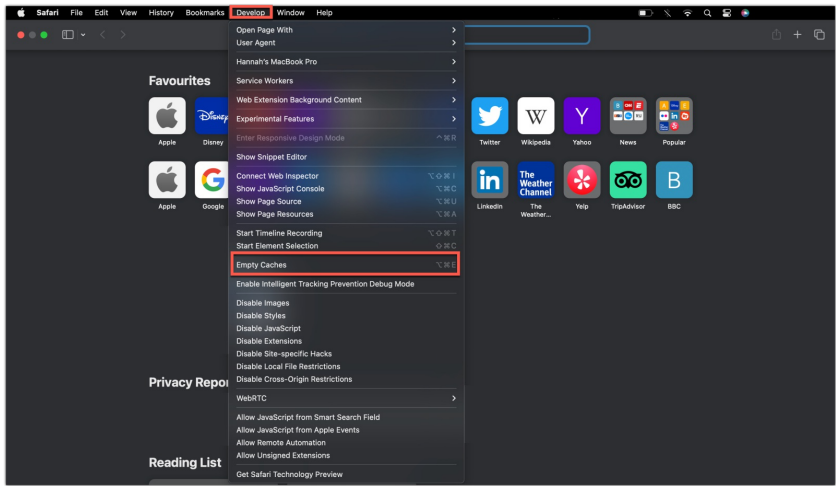 Safari File Edit View History Bookmarks Develop Window Help
Open Page With
User Agent
Hannah's MacBook Pro
Service Workers
Web Extension Background Content
Experimental Features
Enter Responsive Design Mode ^⌘R
Show Snippet Editor
Connect Web Inspector ⌥⇧⌘I
Show JavaScript Console ⌥⌘C
Show Page Source ⌥⌘U
Show Page Resources ⌥⌘A
Start Timeline Recording ⌥⇧⌘T
Start Element Selection ⇧⌘C
Empty Caches ⌥⌘E
Enable Intelligent Tracking Prevention Debug Mode
Disable Images
Disable Styles
Disable JavaScript
Disable Extensions
Disable Site-specific Hacks
Disable Local File Restrictions
Disable Cross-Origin Restrictions
WebRTC
Allow JavaScript from Smart Search Field
Allow JavaScript from Apple Events
Allow Remote Automation
Allow Unsigned Extensions
Get Safari Technology Preview
Favourites
Disney
W
Y
Apple Disney Twitter Wikipedia Yahoo News Popular
G
in
The
Weather
Channel
B
Apple Google LinkedIn The Yelp TripAdvisor BBC
Weather...
Privacy Repo
Reading List